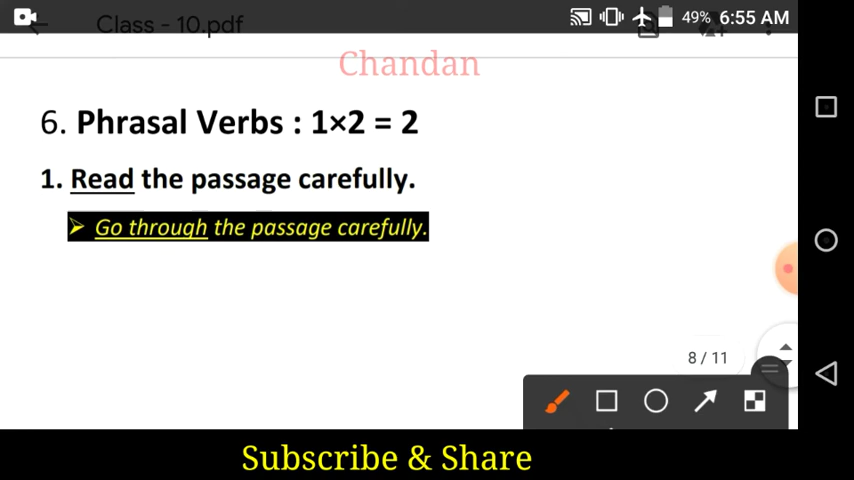 Class - 10.pdf
49% 6:55 AM
Chandan
6. Phrasal Verbs : 1×2 = 2
1. Read the passage carefully.
➢ Go through the passage carefully.
8 / 11
Subscribe & Share